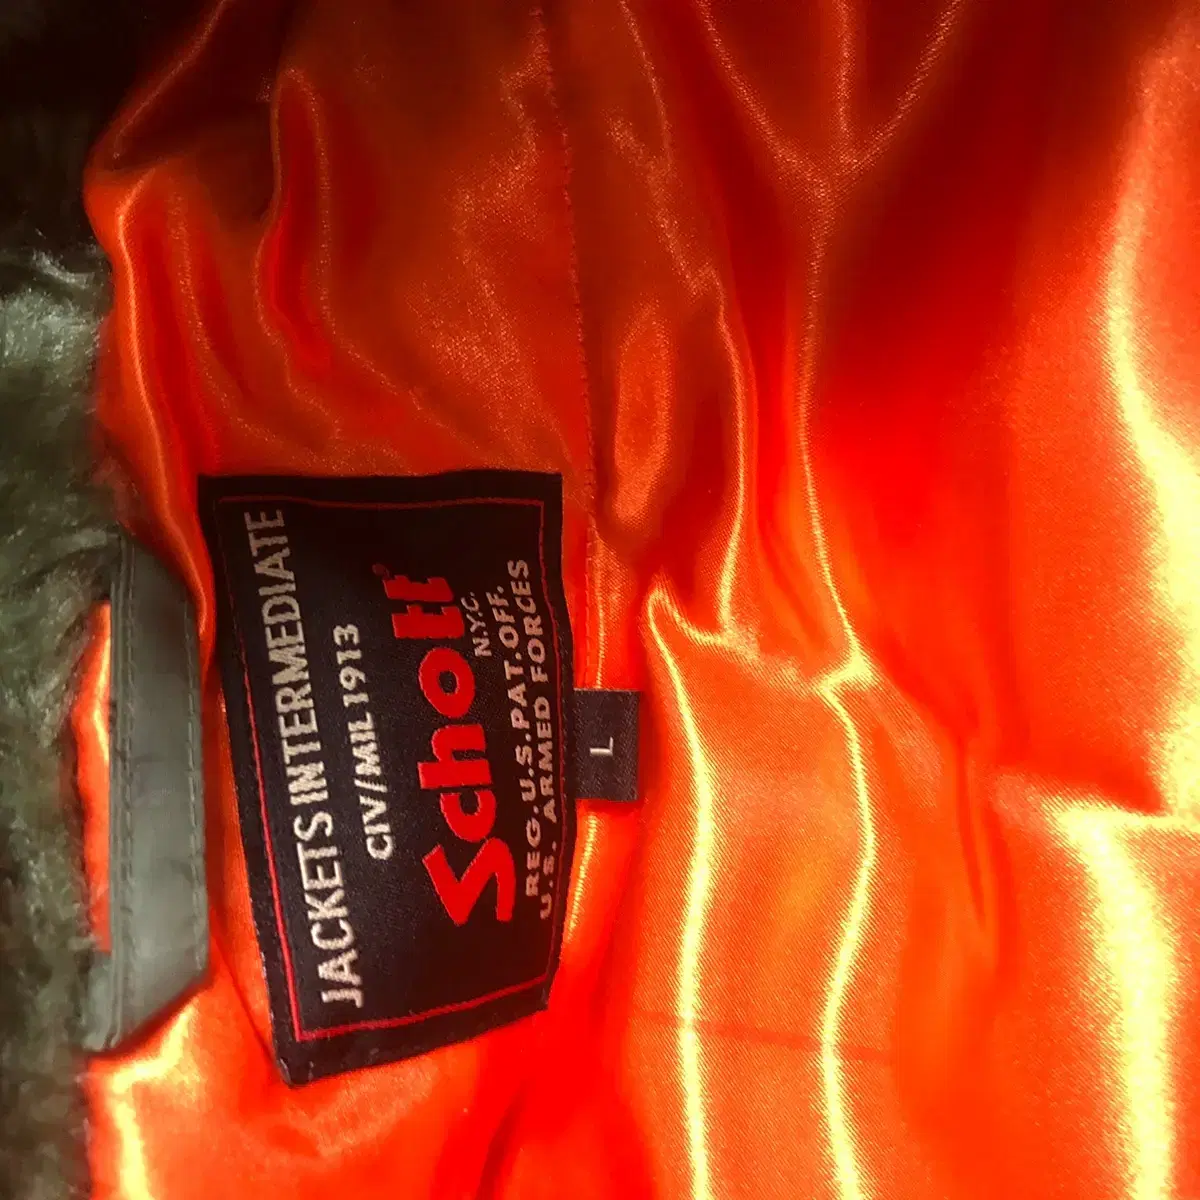 JACKETS INTERMEDIATE
CIV/MIL 1913
Schott®
N.Y.C.
REG.U.S.PAT.OFF.
U.S. ARMED FORCES
L